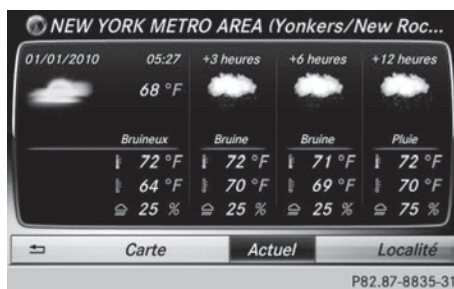 NEW YORK METRO AREA (Yonkers/New Roc...
01/01/2010 05:27 +3 heures +6 heures +12 heures
68 °F
Bruineux Bruine Bruine Pluie
72 °F 72 °F 71 °F 72 °F
64 °F 70 °F 69 °F 70 °F
25 % 25 % 25 % 75 %
Carte Actuel Localité
P82.87-8835-31